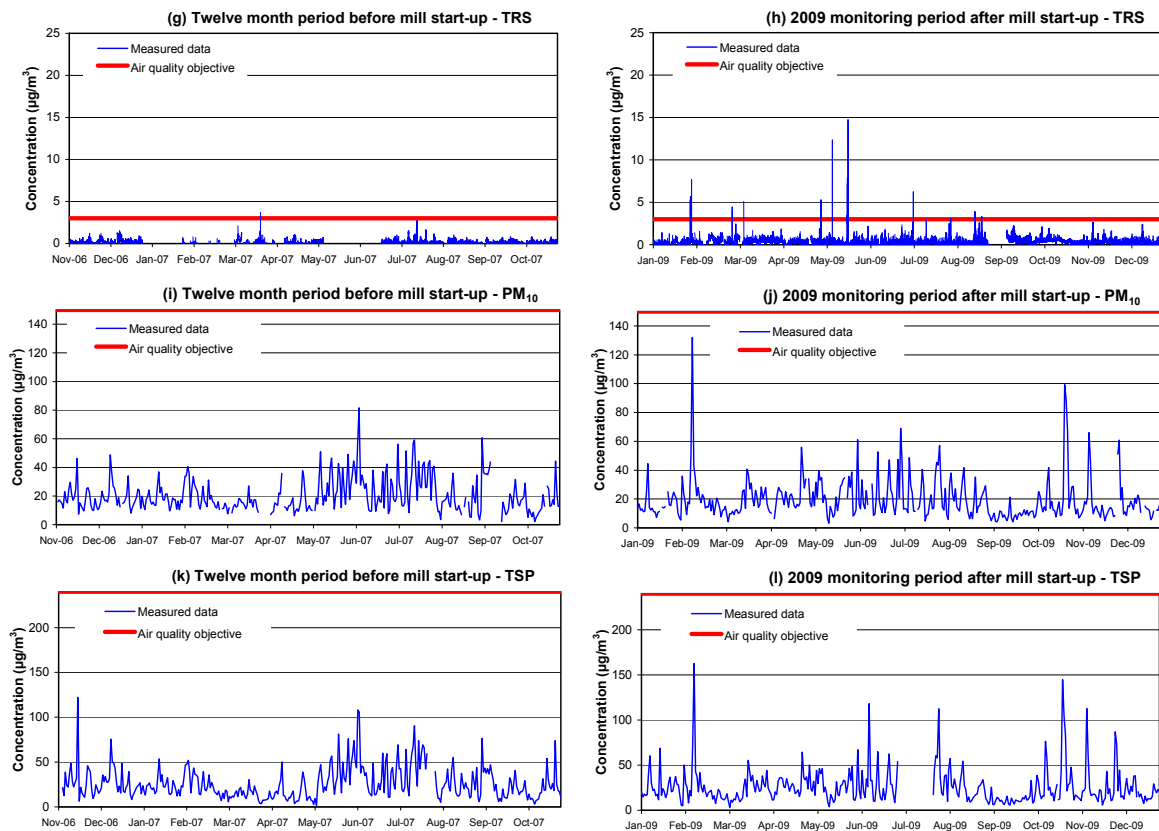 (g) Twelve month period before mill start-up - TRS
Concentration (µg/m³)
25
20
15
10
5
0
Measured data
Air quality objective
Nov-06 Dec-06 Jan-07 Feb-07 Mar-07 Apr-07 May-07 Jun-07 Jul-07 Aug-07 Sep-07 Oct-07
(h) 2009 monitoring period after mill start-up - TRS
Concentration (µg/m³)
25
20
15
10
5
0
Measured data
Air quality objective
Jan-09 Feb-09 Mar-09 Apr-09 May-09 Jun-09 Jul-09 Aug-09 Sep-09 Oct-09 Nov-09 Dec-09
(i) Twelve month period before mill start-up - PM₁₀
Concentration (µg/m³)
140
120
100
80
60
40
20
0
Measured data
Air quality objective
Nov-06 Dec-06 Jan-07 Feb-07 Mar-07 Apr-07 May-07 Jun-07 Jul-07 Aug-07 Sep-07 Oct-07
(j) 2009 monitoring period after mill start-up - PM₁₀
Concentration (µg/m³)
140
120
100
80
60
40
20
0
Measured data
Air quality objective
Jan-09 Feb-09 Mar-09 Apr-09 May-09 Jun-09 Jul-09 Aug-09 Sep-09 Oct-09 Nov-09 Dec-09
(k) Twelve month period before mill start-up - TSP
Concentration (µg/m³)
200
150
100
50
0
Measured data
Air quality objective
Nov-06 Dec-06 Jan-07 Feb-07 Mar-07 Apr-07 May-07 Jun-07 Jul-07 Aug-07 Sep-07 Oct-07
(l) 2009 monitoring period after mill start-up - TSP
Concentration (µg/m³)
200
150
100
50
0
Measured data
Air quality objective
Jan-09 Feb-09 Mar-09 Apr-09 May-09 Jun-09 Jul-09 Aug-09 Sep-09 Oct-09 Nov-09 Dec-09